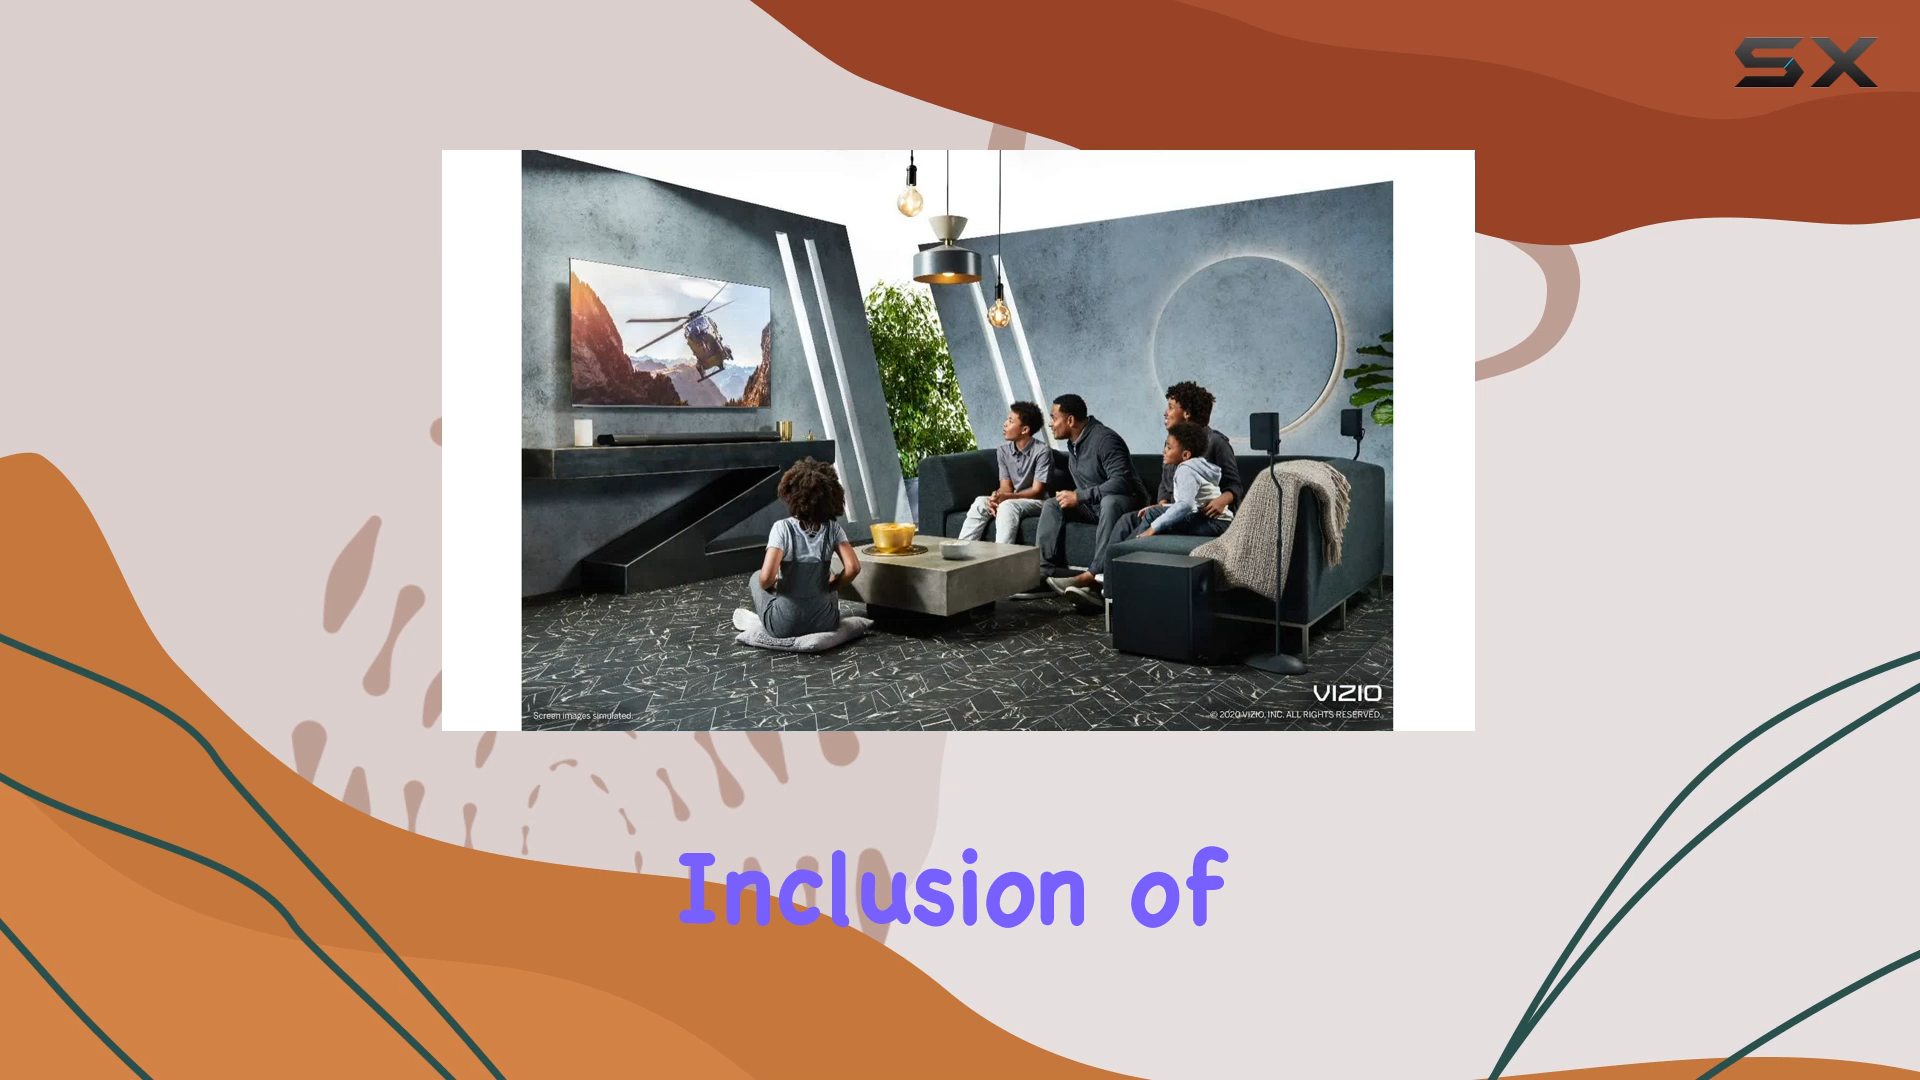 SX
VIZIO
Screen images simulated.
© 2020 VIZIO, INC. ALL RIGHTS RESERVED.
Inclusion of